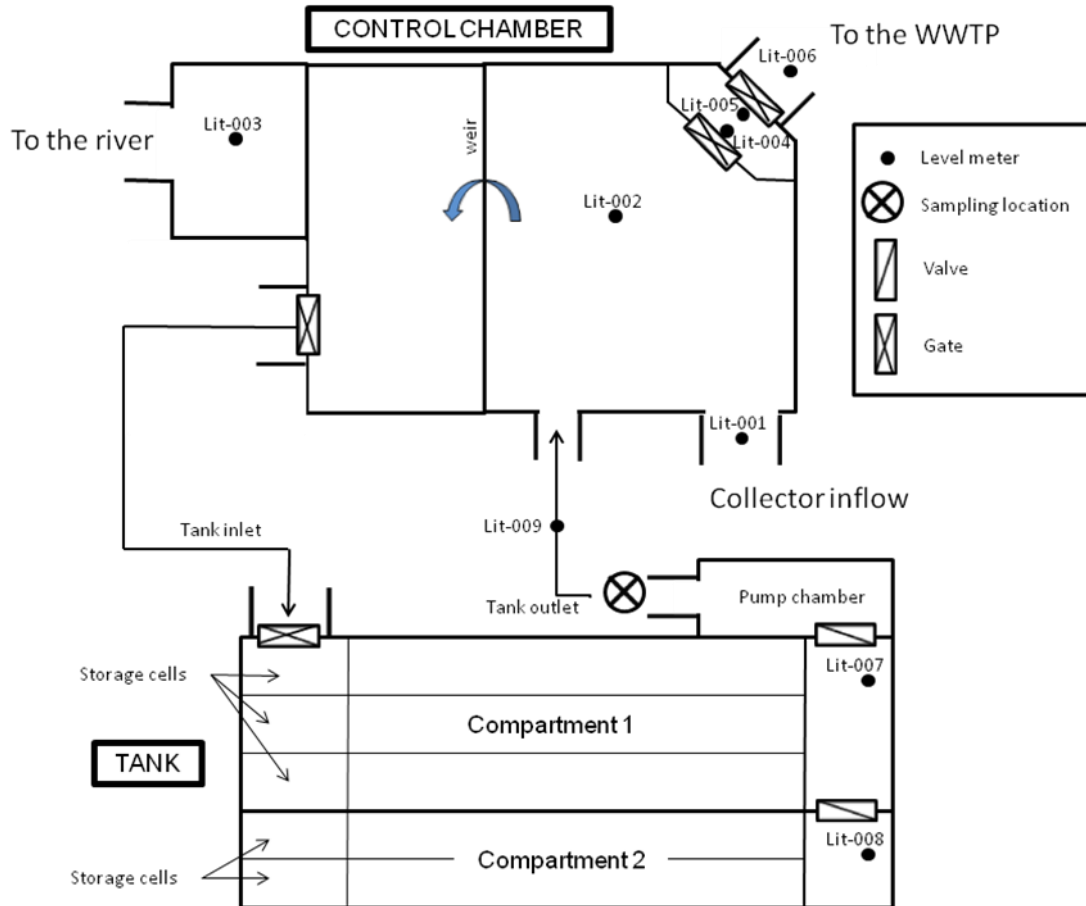 CONTROL CHAMBER
To the WWTP
Lit-006
Lit-005
Lit-004
Lit-003
To the river
weir
Lit-002
Level meter
Sampling location
Valve
Gate
Lit-001
Collector inflow
Lit-009
Tank inlet
Tank outlet
Pump chamber
Lit-007
Storage cells
Compartment 1
TANK
Lit-008
Compartment 2
Storage cells